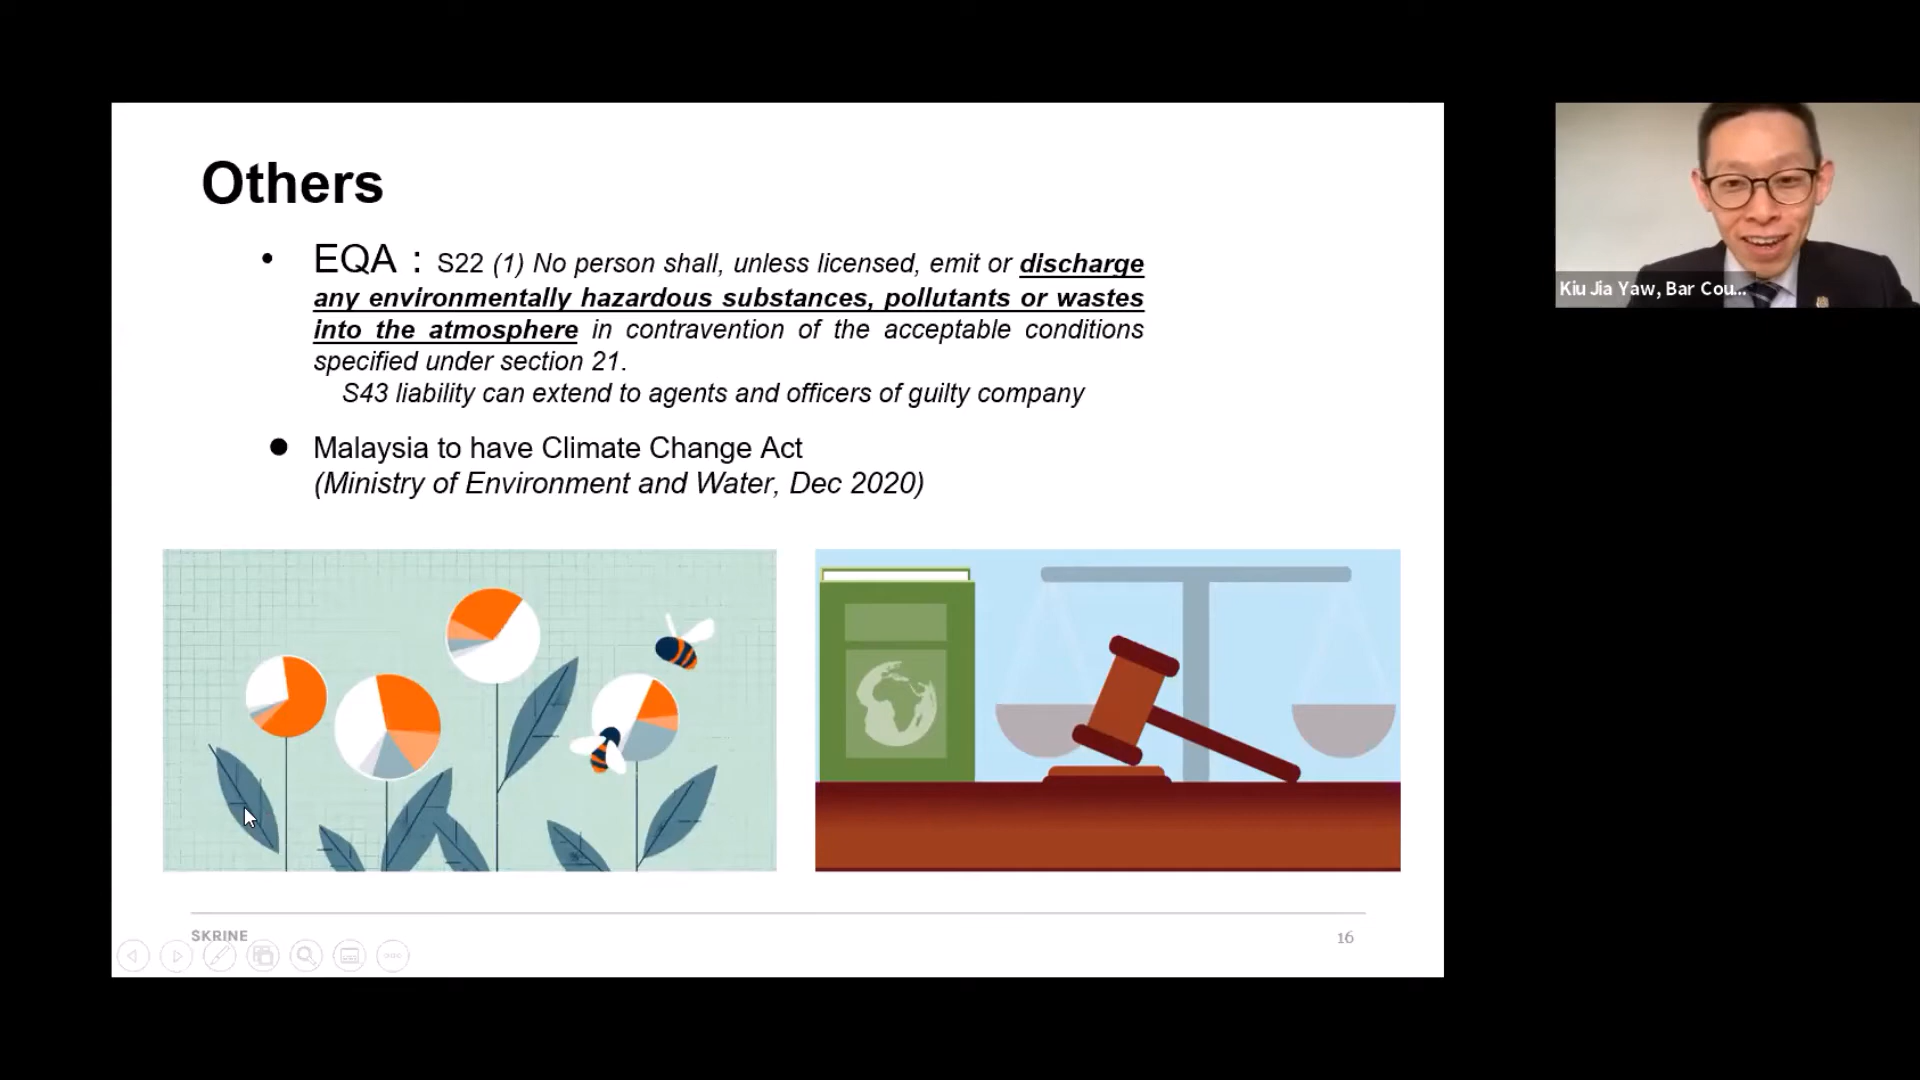 Others
• EQA : S22 (1) No person shall, unless licensed, emit or discharge
any environmentally hazardous substances, pollutants or wastes
into the atmosphere in contravention of the acceptable conditions
specified under section 21.
S43 liability can extend to agents and officers of guilty company
● Malaysia to have Climate Change Act
(Ministry of Environment and Water, Dec 2020)
SKRINE
16
Kiu Jia Yaw, Bar Cou...